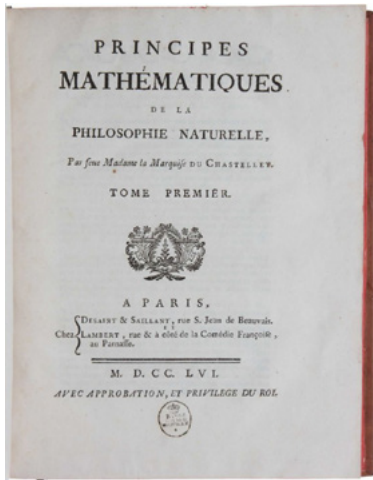 PRINCIPES
MATHÉMATIQUES
DE LA
PHILOSOPHIE NATURELLE,
Par feue Madame la Marquise DU CHASTELLET.
TOME PREMIER.
A PARIS,
DESAINT & SAILLANT, rue S. Jean de Beauvais.
ET
Chez LAMBERT, rue & à côté de la Comédie Françoise,
au Parnasse.
M. D. CC. LVI.
AVEC APPROBATION, ET PRIVILEGE DU ROI.